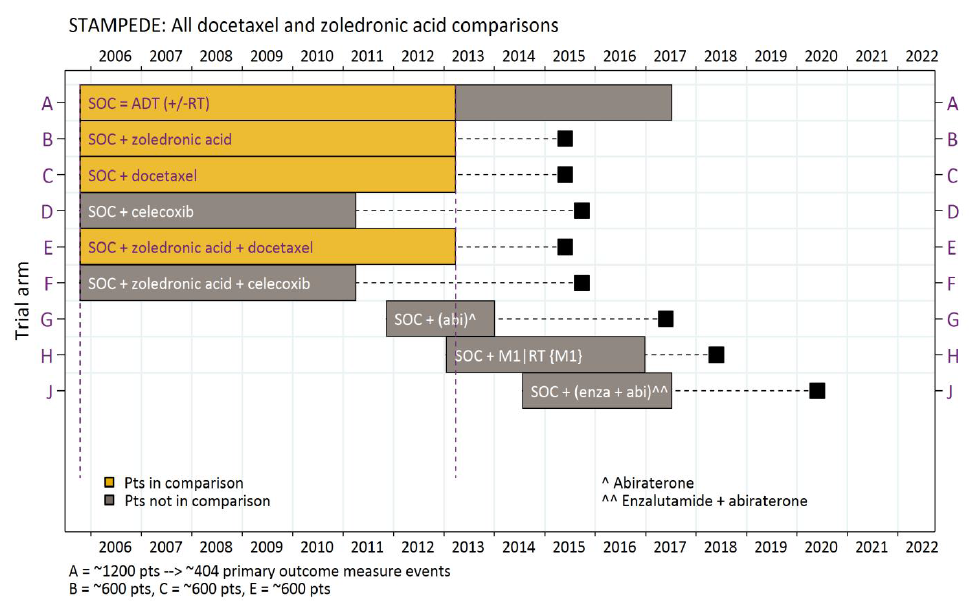 STAMPEDE: All docetaxel and zoledronic acid comparisons
2006 2007 2008 2009 2010 2011 2012 2013 2014 2015 2016 2017 2018 2019 2020 2021 2022
Trial arm
A SOC = ADT (+/-RT) A
B SOC + zoledronic acid B
C SOC + docetaxel C
D SOC + celecoxib D
E SOC + zoledronic acid + docetaxel E
F SOC + zoledronic acid + celecoxib F
G SOC + (abi)^ G
H SOC + M1|RT {M1} H
J SOC + (enza + abi)^^ J
Pts in comparison ^ Abiraterone
Pts not in comparison ^^ Enzalutamide + abiraterone
2006 2007 2008 2009 2010 2011 2012 2013 2014 2015 2016 2017 2018 2019 2020 2021 2022
A = ~1200 pts --> ~404 primary outcome measure events
B = ~600 pts, C = ~600 pts, E = ~600 pts